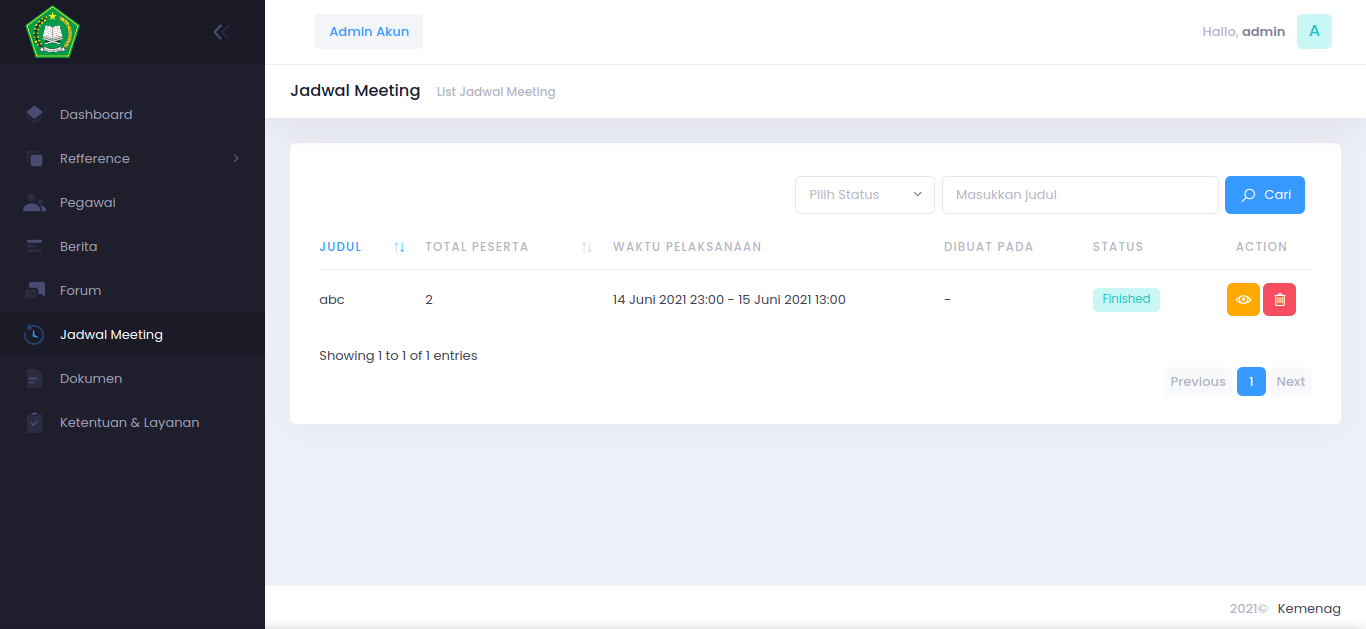 Admin Akun
Hallo, admin A
Jadwal Meeting List Jadwal Meeting
Dashboard
Refference
Pegawai
Berita
Forum
Jadwal Meeting
Dokumen
Ketentuan & Layanan
Pilih Status Masukkan judul Cari
JUDUL TOTAL PESERTA WAKTU PELAKSANAAN DIBUAT PADA STATUS ACTION
abc 2 14 Juni 2021 23:00 - 15 Juni 2021 13:00 - Finished
Showing 1 to 1 of 1 entries
Previous 1 Next
2021© Kemenag